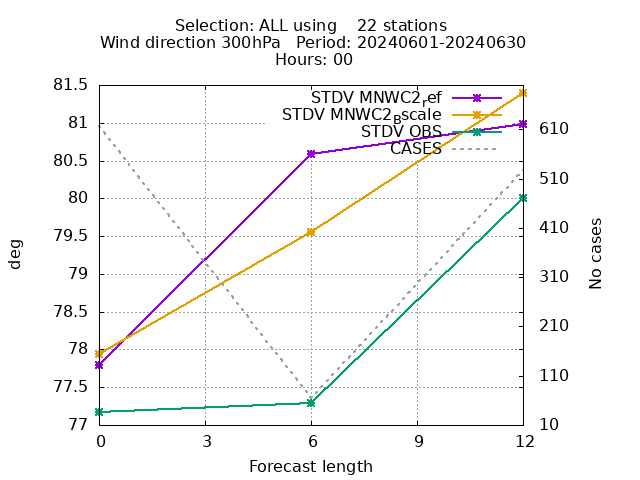 Selection: ALL using    22 stations
Wind direction 300hPa   Period: 20240601-20240630
Hours: 00
STDV MNWC2_ref
STDV MNWC2_Bscale
STDV OBS
CASES
81.5
81
80.5
80
79.5
79
78.5
78
77.5
77
610
510
410
310
210
110
10
0 3 6 9 12
deg
No cases
Forecast length